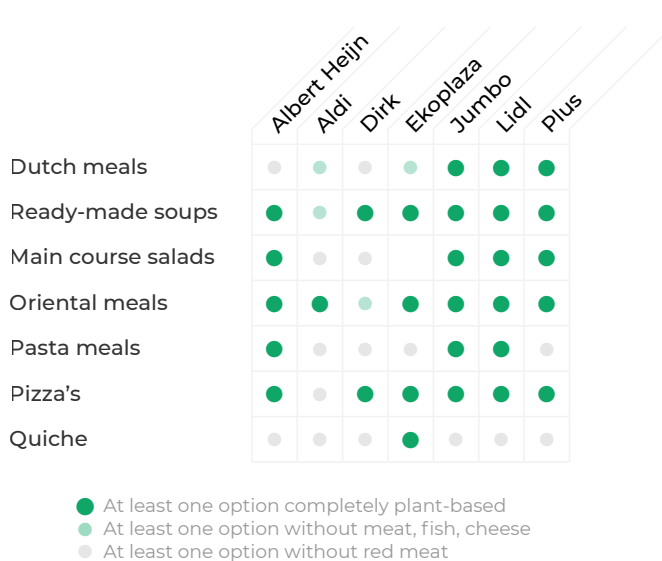 Albert Heijn
Aldi
Dirk
Ekoplaza
Jumbo
Lidl
Plus
Dutch meals
Ready-made soups
Main course salads
Oriental meals
Pasta meals
Pizza's
Quiche
At least one option completely plant-based
At least one option without meat, fish, cheese
At least one option without red meat